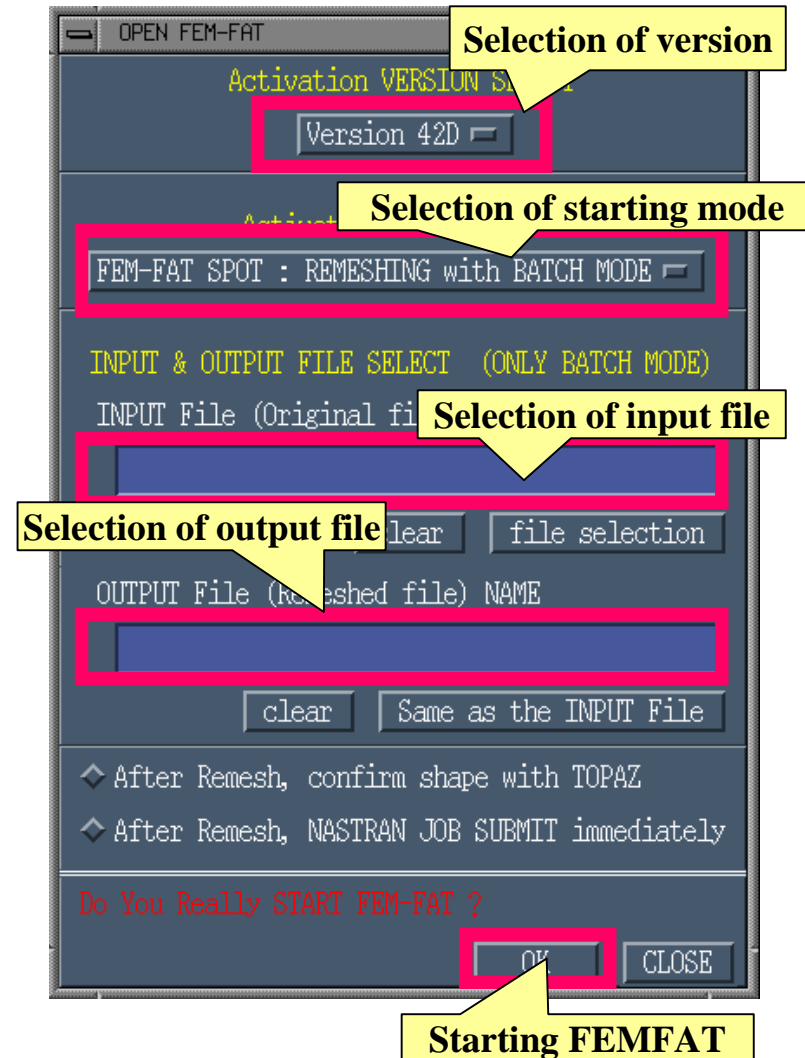 OPEN FEM-FAT
Selection of version
Activation VERSION
Version 42D
Selection of starting mode
FEM-FAT SPOT : REMESHING with BATCH MODE
INPUT & OUTPUT FILE SELECT (ONLY BATCH MODE)
INPUT File (Original
Selection of input file
Selection of output file
clear
file selection
OUTPUT File (Remeshed file) NAME
clear
Same as the INPUT File
After Remesh, confirm shape with TOPAZ
After Remesh, NASTRAN JOB SUBMIT immediately
Do You Really START FEM-FAT ?
OK
CLOSE
Starting FEMFAT